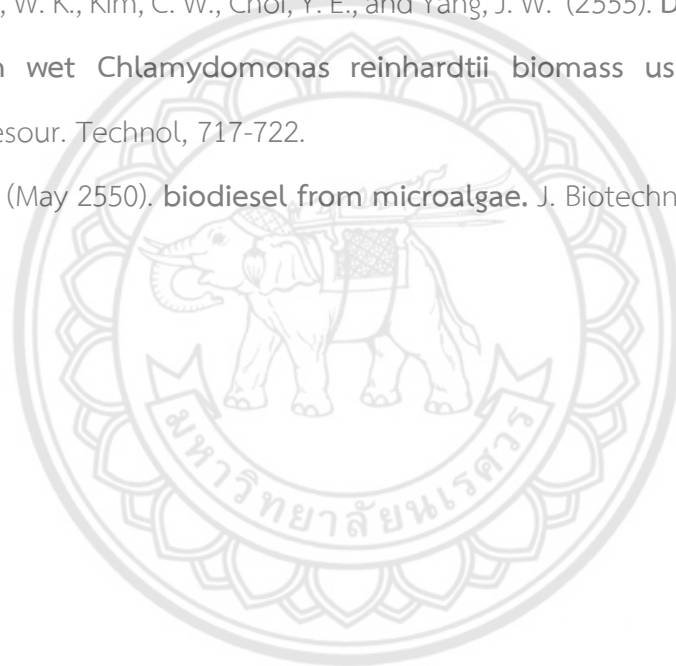 , W. K., Kim, C. W., Choi, Y. E., and Yang, J. W. (2555). D
wet Chlamydomonas reinhardtii biomass us
esour. Technol, 717-722.
(May 2550). biodiesel from microalgae. J. Biotechn
มหาวิทยาลัยนเรศวร